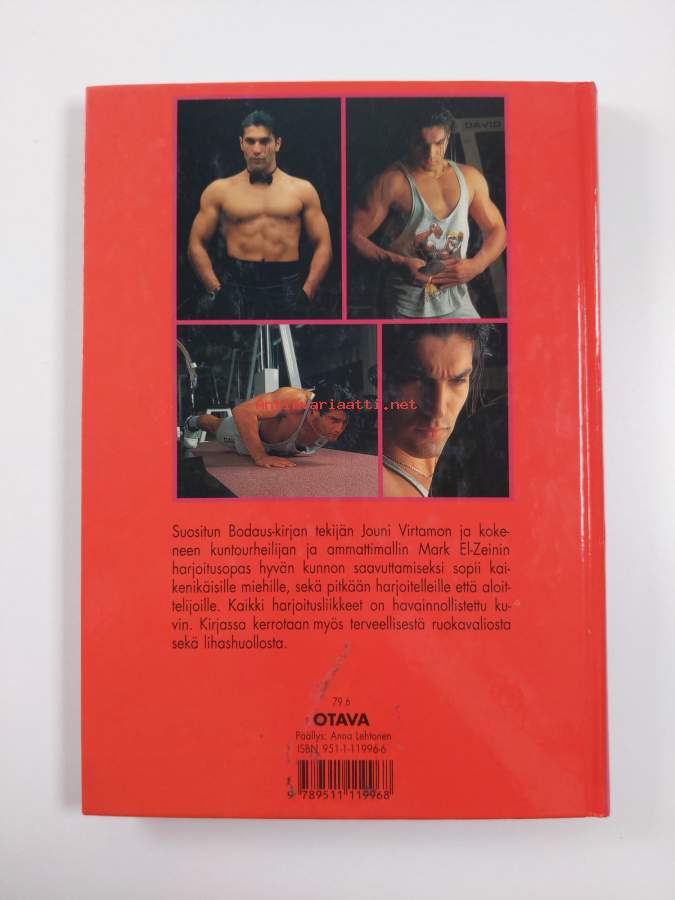 DAVID
Antikvariaatti.net
Suositun Bodaus-kirjan tekijän Jouni Virtamon ja koke-
neen kuntourheilijan ja ammattimallin Mark El-Zeinin
harjoitusopas hyvän kunnon saavuttamiseksi sopii kai-
kenikäisille miehille, sekä pitkään harjoitelleille että aloit-
telijoille. Kaikki harjoitusliikkeet on havainnollistettu ku-
vin. Kirjassa kerrotaan myös terveellisestä ruokavaliosta
sekä lihashuollosta.
79.6
OTAVA
Päällys: Anna Lehtonen
ISBN 951-1-11996-6
9 789511 119968